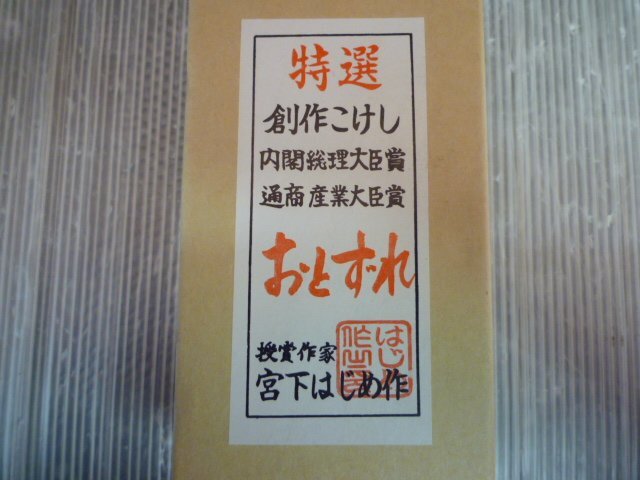 特選
創作こけし
内閣総理大臣賞
通商産業大臣賞
おとずれ
授賞作家
宮下はじめ作